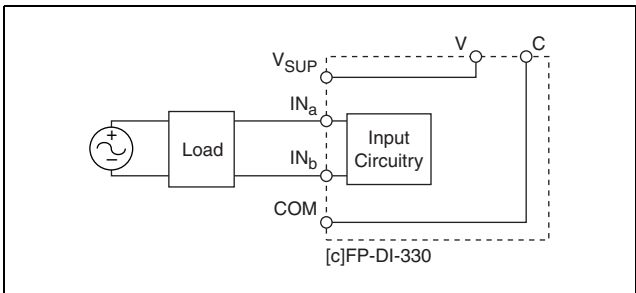 V C
V_SUP
IN_a
+
Load
Input
Circuitry
−
IN_b
COM
[c]FP-DI-330